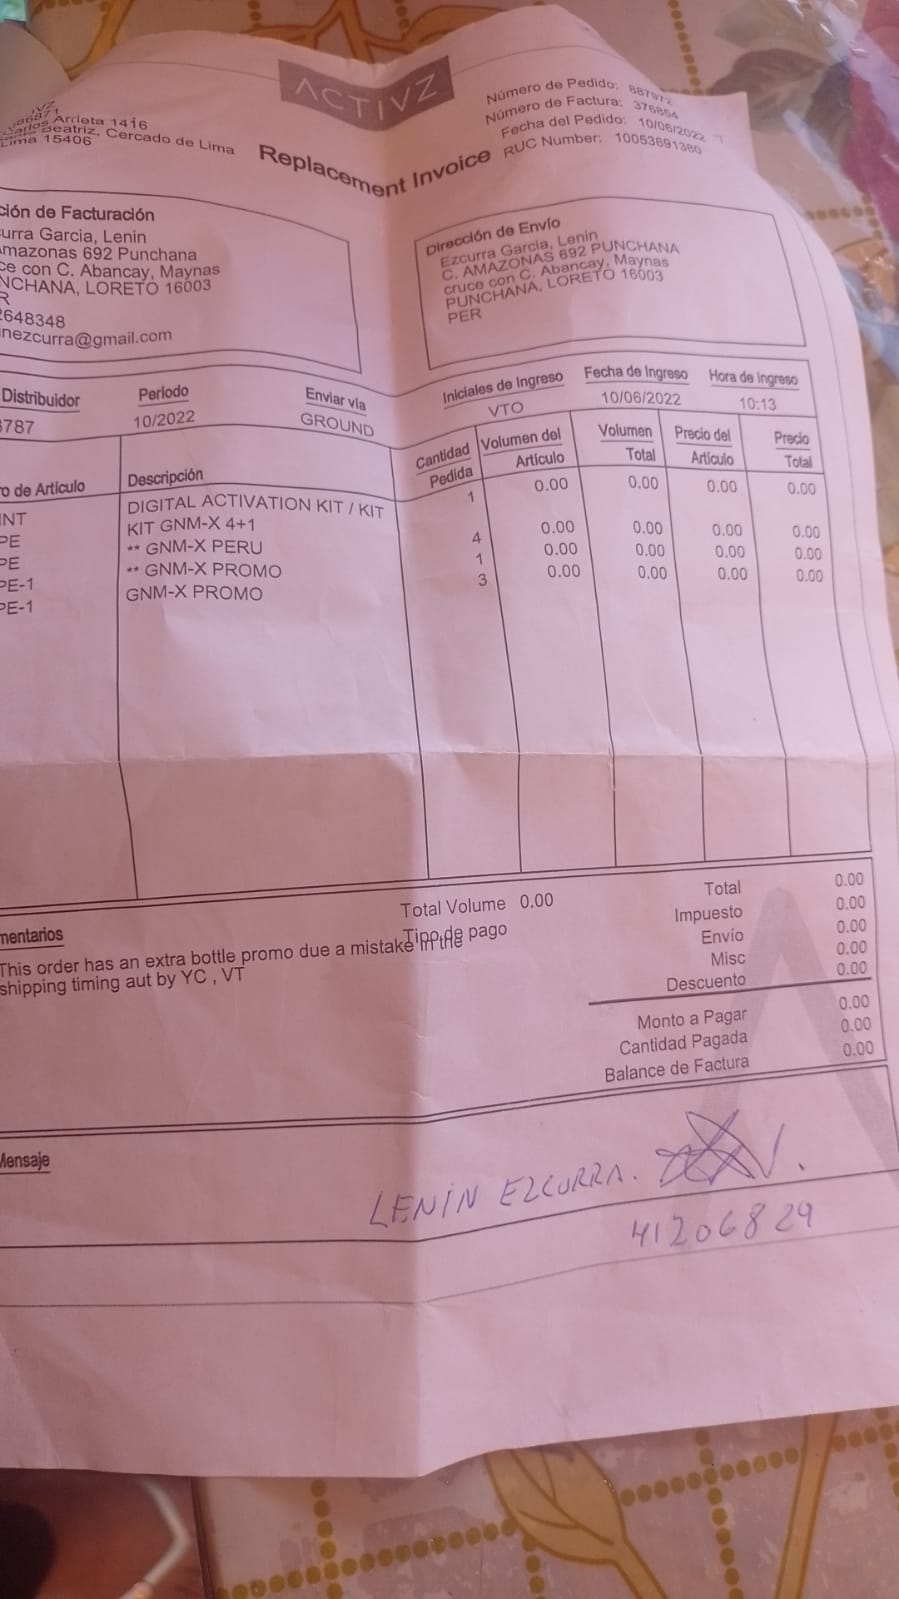 ACTIVZ
Replacement Invoice
Número de Pedido: 887972
Número de Factura: 376854
Fecha del Pedido: 10/06/2022
RUC Number: 10053691380
Arrieta 1416
Beatriz, Cercado de Lima
Lima 15406
ción de Facturación
urra Garcia, Lenin
mazonas 692 Punchana
ce con C. Abancay, Maynas
NCHANA, LORETO 16003
R
648348
nezcurra@gmail.com
Dirección de Envío
Ezcurra Garcia, Lenin
C. AMAZONAS 692 PUNCHANA
cruce con C. Abancay, Maynas
PUNCHANA, LORETO 16003
PER
Distribuidor Período Enviar vía Iniciales de Ingreso Fecha de Ingreso Hora de Ingreso
787 10/2022 GROUND VTO 10/06/2022 10:13
o de Artículo Descripción Cantidad Pedida Volumen del Artículo Volumen Total Precio del Artículo Precio Total
INT DIGITAL ACTIVATION KIT / KIT 1 0.00 0.00 0.00 0.00
PE KIT GNM-X 4+1
PE ** GNM-X PERU 4 0.00 0.00 0.00 0.00
PE-1 ** GNM-X PROMO 1 0.00 0.00 0.00 0.00
PE-1 GNM-X PROMO 3 0.00 0.00 0.00 0.00
mentarios
This order has an extra bottle promo due a mistake in the
shipping timing aut by YC , VT
Total Volume 0.00
Tipo de pago
Total 0.00
Impuesto 0.00
Envío 0.00
Misc 0.00
Descuento 0.00
Monto a Pagar 0.00
Cantidad Pagada 0.00
Balance de Factura 0.00
Mensaje
LENIN EZCURRA.
41206829